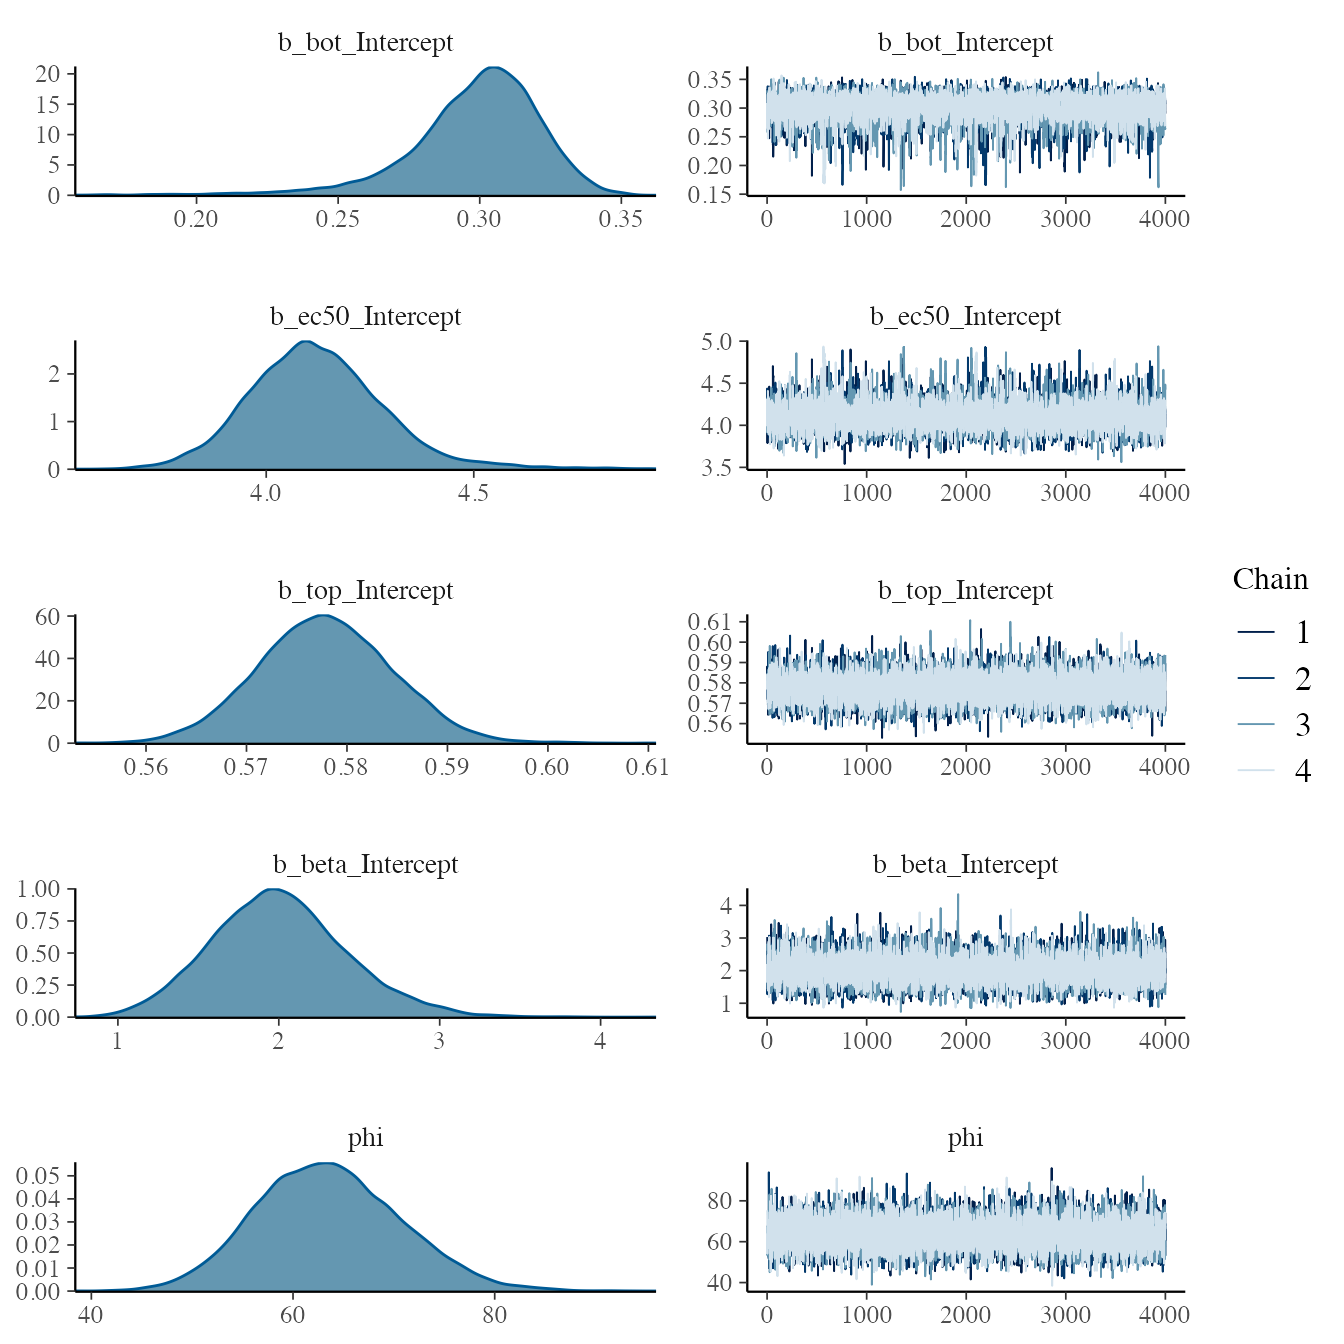 b_bot_Intercept b_bot_Intercept
20 0.35
15 0.30
10 0.25
5 0.20
0 0.15
0.20 0.25 0.30 0.35 0 1000 2000 3000 4000
b_ec50_Intercept b_ec50_Intercept
5.0
2 4.5
1 4.0
0 3.5
4.0 4.5 0 1000 2000 3000 4000
b_top_Intercept b_top_Intercept
60 0.61
0.60
40 0.59
0.58
20 0.57
0.56
0
0.56 0.57 0.58 0.59 0.60 0.61 0 1000 2000 3000 4000
Chain
1
2
3
4
b_beta_Intercept b_beta_Intercept
1.00 4
0.75 3
0.50 2
0.25 1
0.00
1 2 3 4 0 1000 2000 3000 4000
phi phi
0.05 80
0.04
0.03 60
0.02
0.01 40
0.00
40 60 80 0 1000 2000 3000 4000